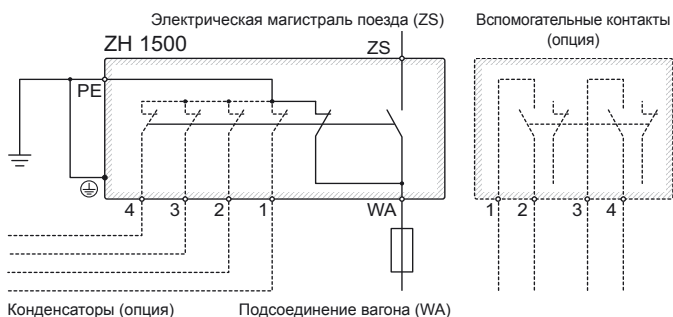 Электрическая магистраль поезда (ZS)
Вспомогательные контакты
(опция)
ZH 1500
ZS
PE
4 3 2 1 WA
1 2 3 4
Конденсаторы (опция)
Подсоединение вагона (WA)